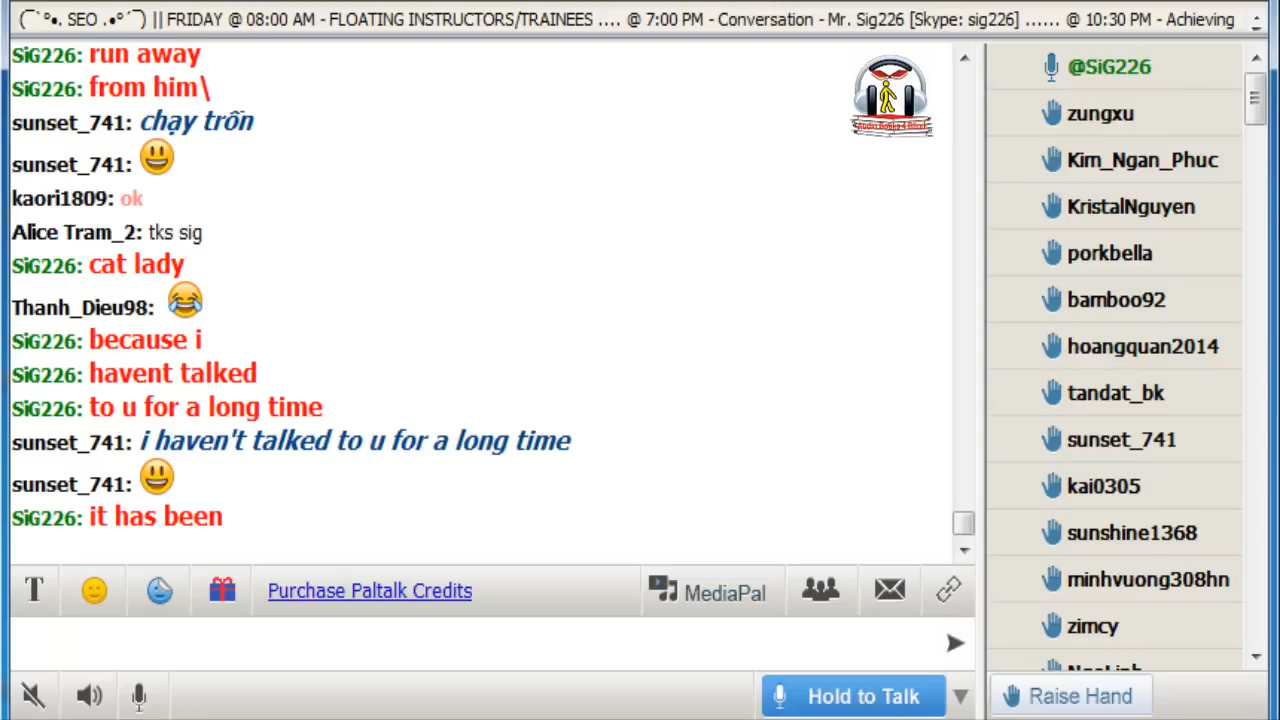 (¯`°•. SEO .•°´¯) || FRIDAY @ 08:00 AM - FLOATING INSTRUCTORS/TRAINEES .... @ 7:00 PM - Conversation - Mr. Sig226 [Skype: sig226] ...... @ 10:30 PM - Achieving
SiG226: run away
SiG226: from him\
sunset_741: chạy trốn
sunset_741:
kaori1809: ok
Alice Tram_2: tks sig
SiG226: cat lady
Thanh_Dieu98:
SiG226: because i
SiG226: havent talked
SiG226: to u for a long time
sunset_741: i haven't talked to u for a long time
sunset_741:
SiG226: it has been
T
Purchase Paltalk Credits
MediaPal
Hold to Talk
@SiG226
zungxu
Kim_Ngan_Phuc
KristalNguyen
porkbella
bamboo92
hoangquan2014
tandat_bk
sunset_741
kai0305
sunshine1368
minhvuong308hn
zimcy
Raise Hand